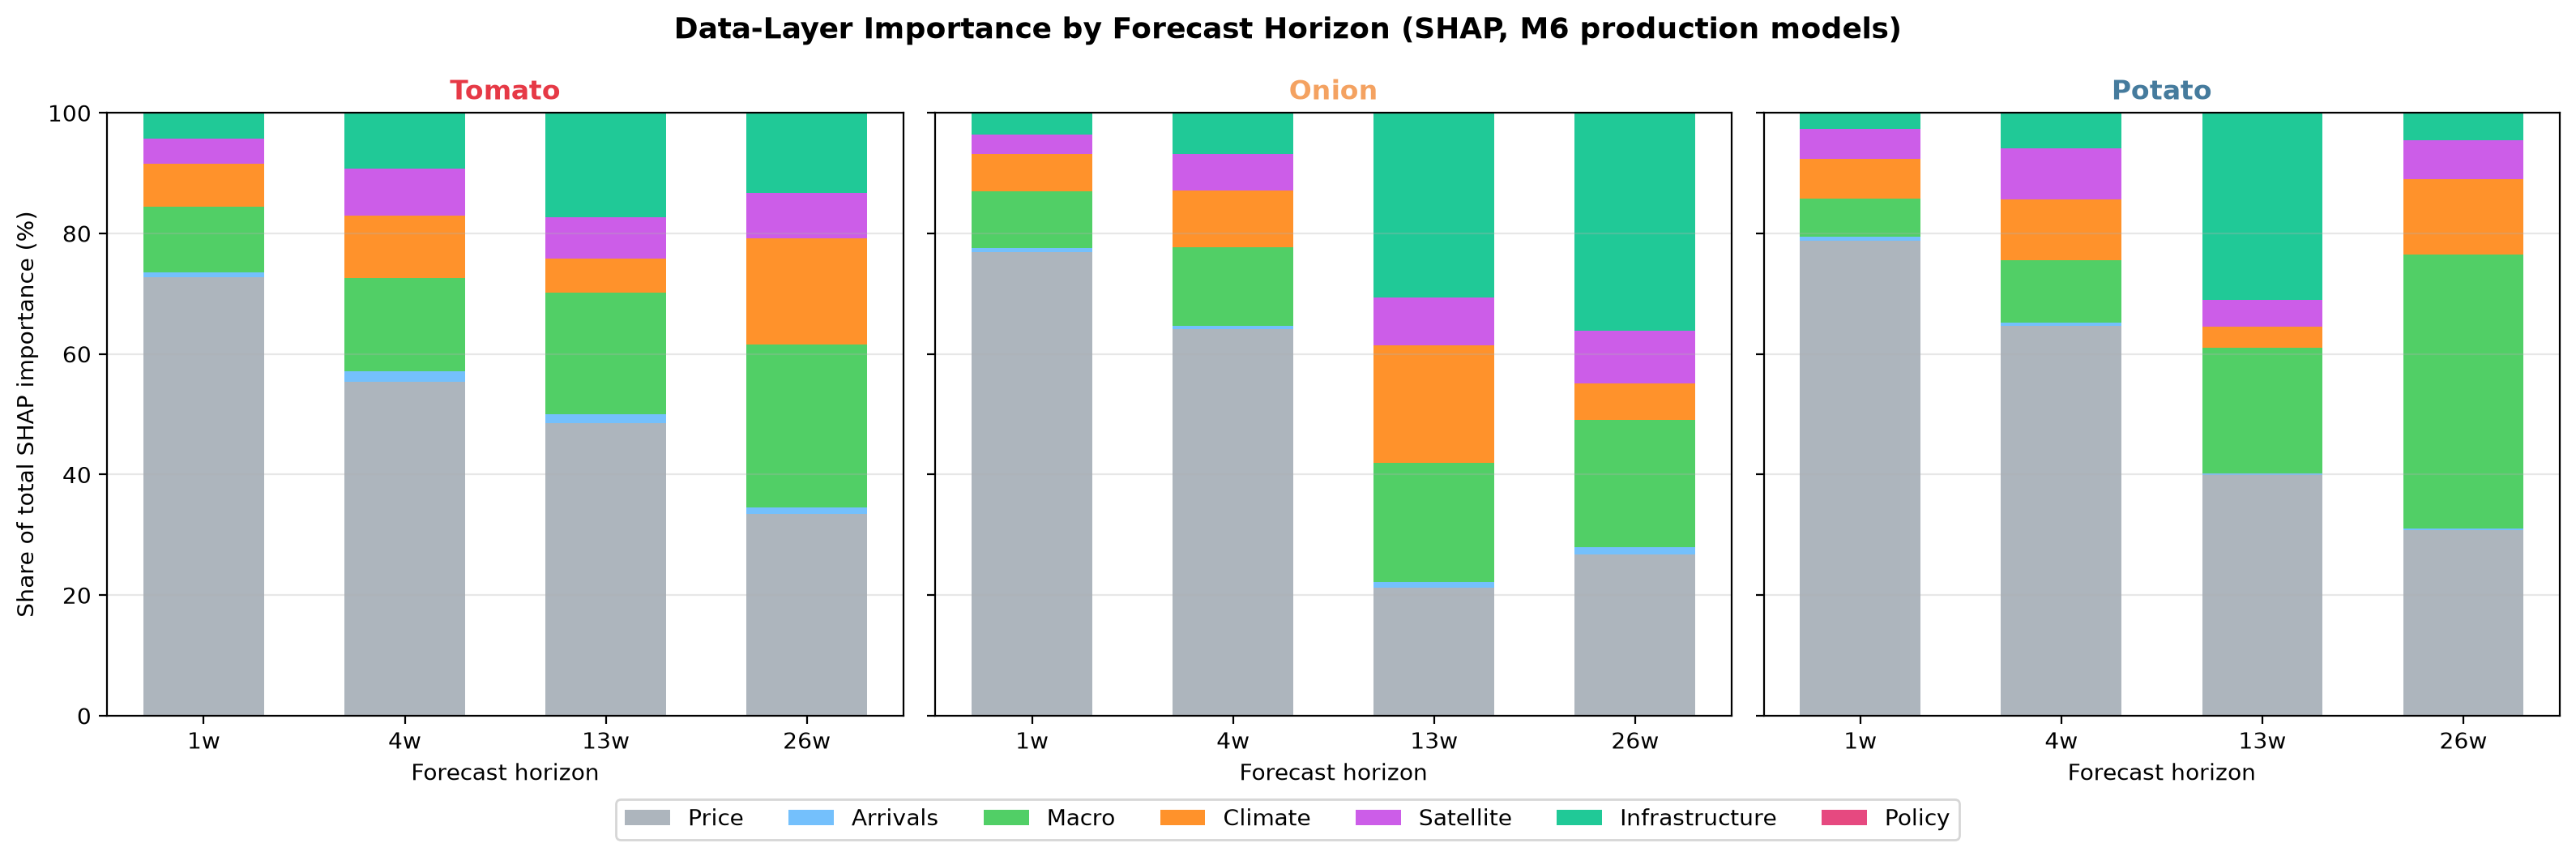 Data-Layer Importance by Forecast Horizon (SHAP, M6 production models)
Tomato
Onion
Potato
Share of total SHAP importance (%)
100
80
60
40
20
0
1w 4w 13w 26w
1w 4w 13w 26w
1w 4w 13w 26w
Forecast horizon
Forecast horizon
Forecast horizon
Price Arrivals Macro Climate Satellite Infrastructure Policy